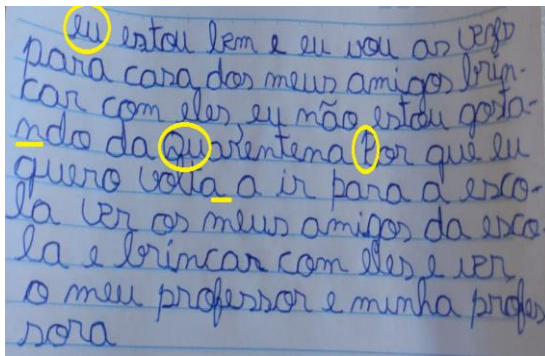 eu estou bem e eu vou as vezes
para casa dos meus amigos brin-
car com eles eu não estou gosta-
ndo da Quarentena Por quê eu
quero volta a ir para a esco-
la ver os meus amigos da esco-
la e brincar com eles e ver
o meu professor e minha profes
sora